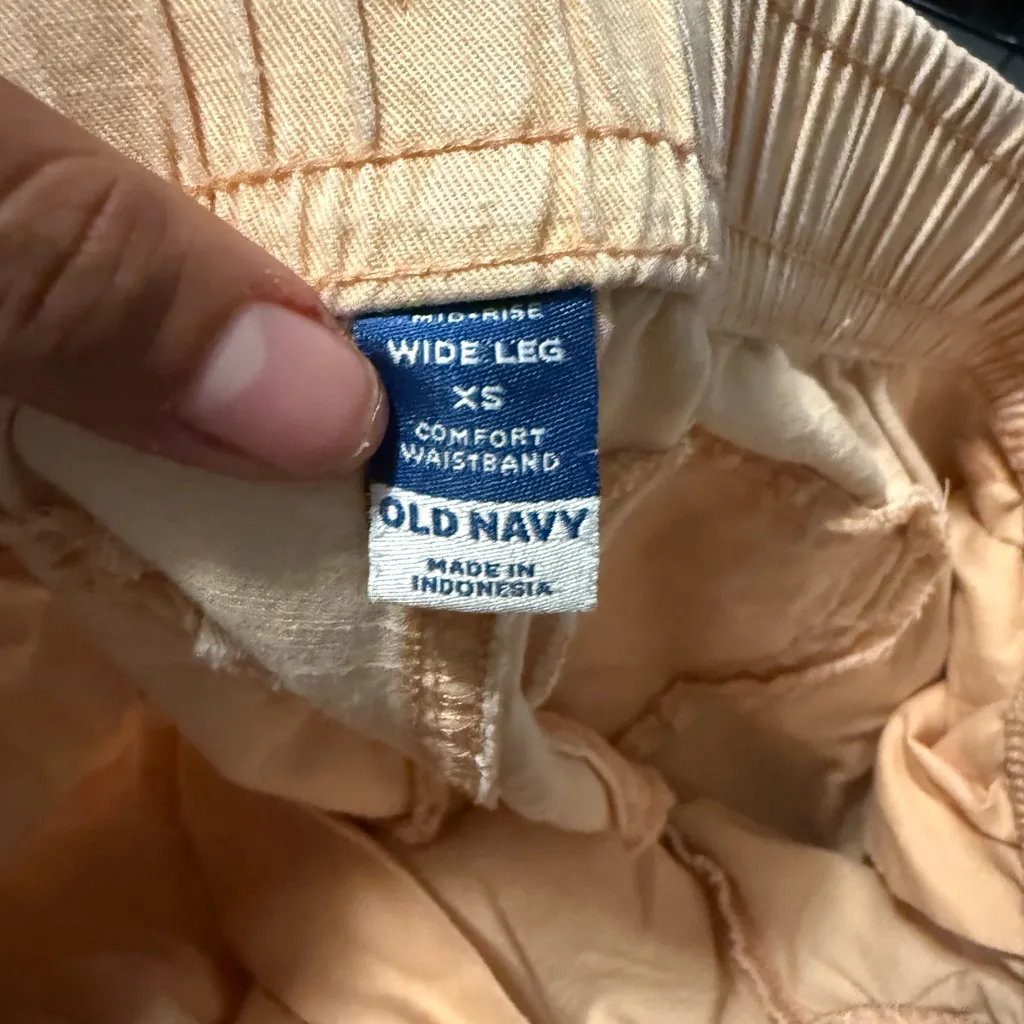 MID-RISE
WIDE LEG
XS
COMFORT
WAISTBAND
OLD NAVY
MADE IN
INDONESIA